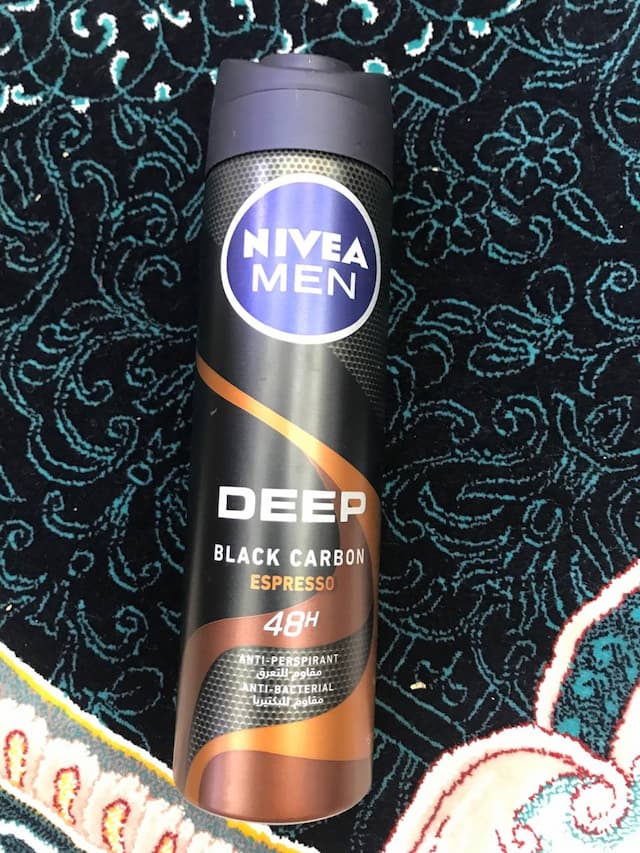 NIVEA
MEN
DEEP
BLACK CARBON
ESPRESSO
48H
ANTI-PERSPIRANT
مقاوم للتعرق
ANTI-BACTERIAL
مقاوم للبكتيريا